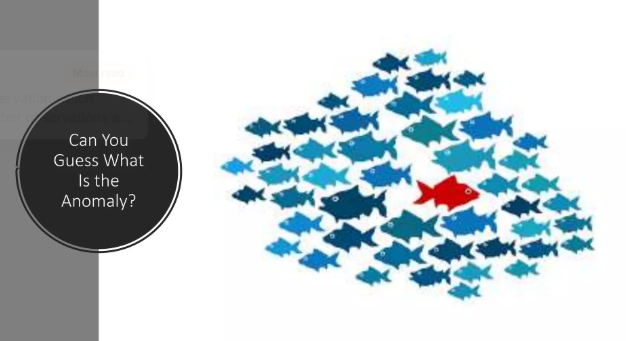 Can You
Guess What
Is the
Anomaly?